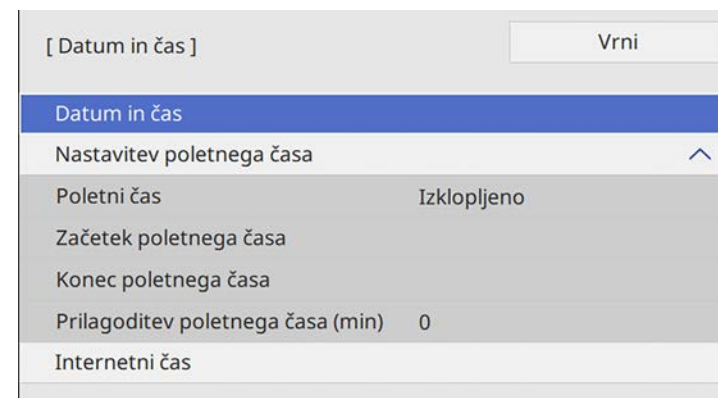 [ Datum in čas ] Vrni
Datum in čas
Nastavitev poletnega časa
Poletni čas Izklopljeno
Začetek poletnega časa
Konec poletnega časa
Prilagoditev poletnega časa (min) 0
Internetni čas